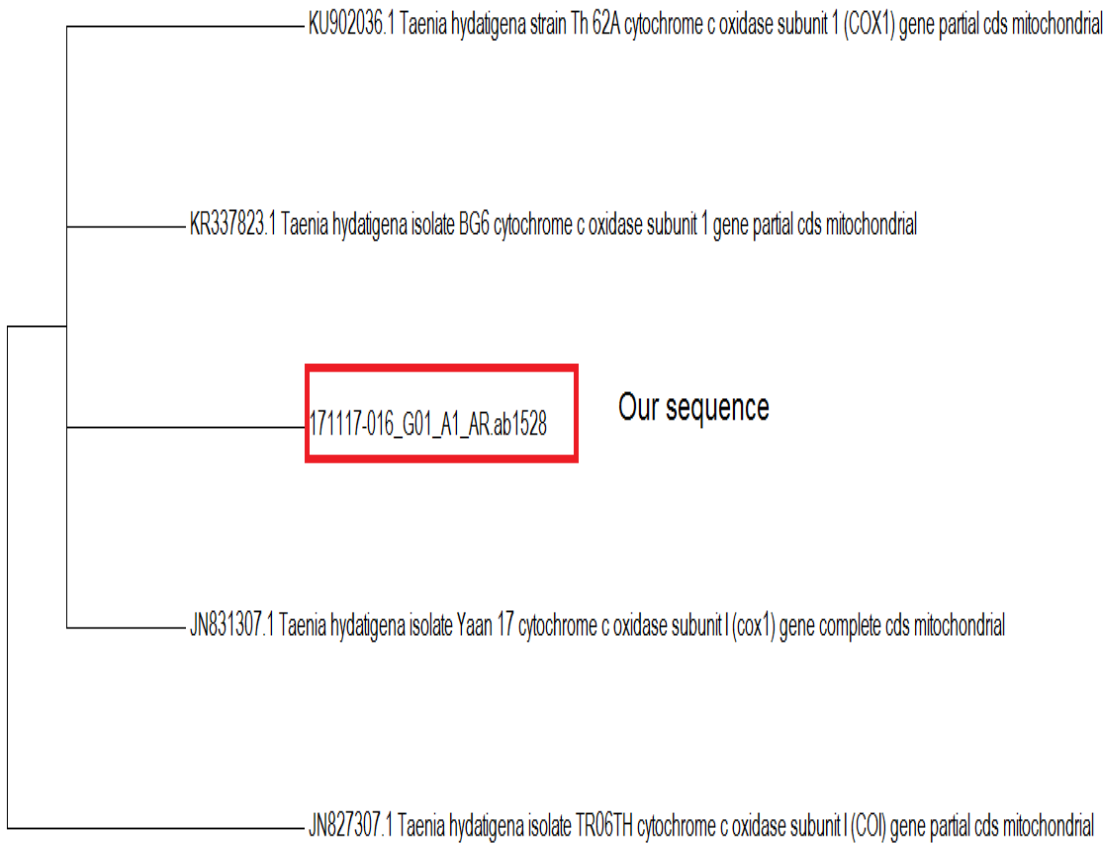 KU902036.1 Taenia hydatigena strain Th 62A cytochrome c oxidase subunit 1 (COX1) gene partial cds mitochondrial
KR337823.1 Taenia hydatigena isolate BG6 cytochrome c oxidase subunit 1 gene partial cds mitochondrial
171117-016_G01_A1_AR.ab1528 Our sequence
JN831307.1 Taenia hydatigena isolate Yaan 17 cytochrome c oxidase subunit I (cox1) gene complete cds mitochondrial
JN827307.1 Taenia hydatigena isolate TR06TH cytochrome c oxidase subunit I (COI) gene partial cds mitochondrial